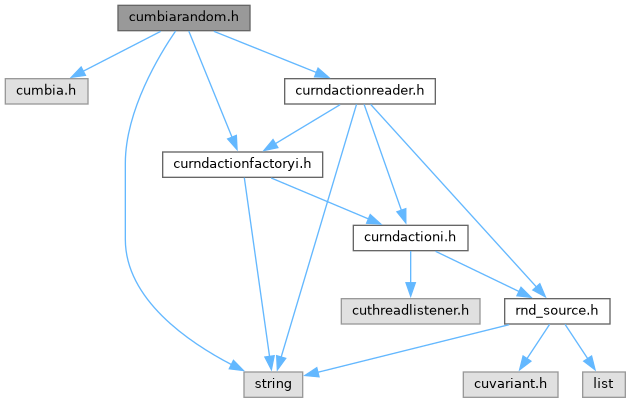 cumbiarandom.h
cumbia.h
curndactionreader.h
curndactionfactoryi.h
curndactioni.h
cuthreadlistener.h
rnd_source.h
string
cuvariant.h
list